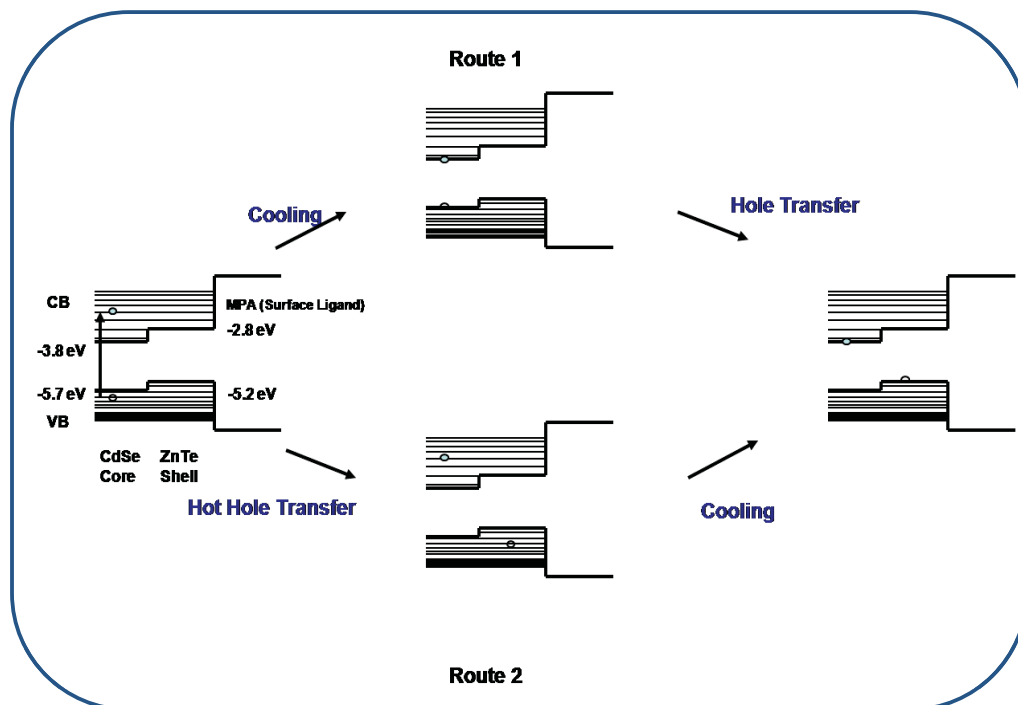 Route 1
Cooling
Hole Transfer
CB
MPA (Surface Ligand)
-2.8 eV
-3.8 eV
-5.7 eV
-5.2 eV
VB
CdSe ZnTe
Core Shell
Hot Hole Transfer
Cooling
Route 2